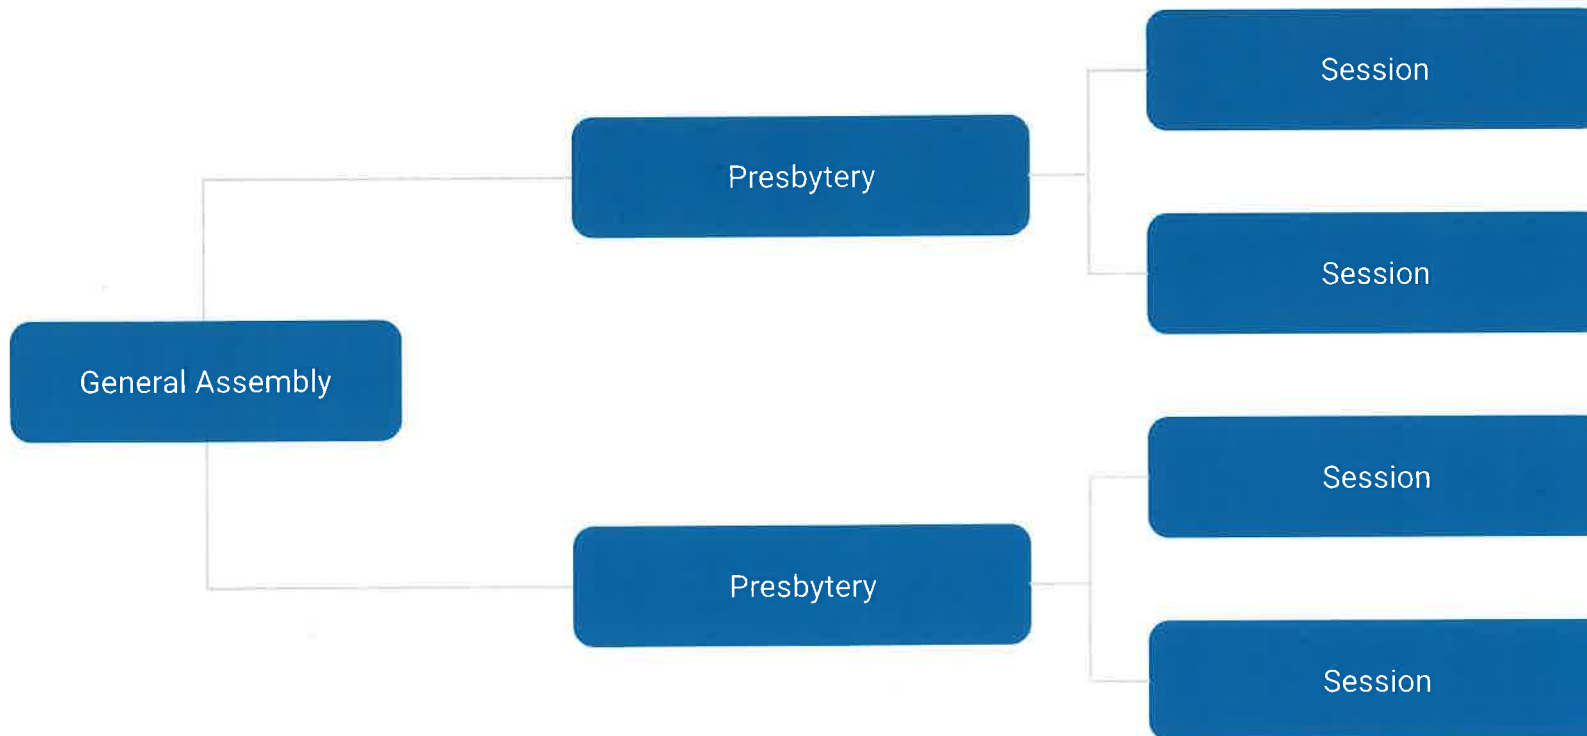 General Assembly
Presbytery
Session
Session
Presbytery
Session
Session